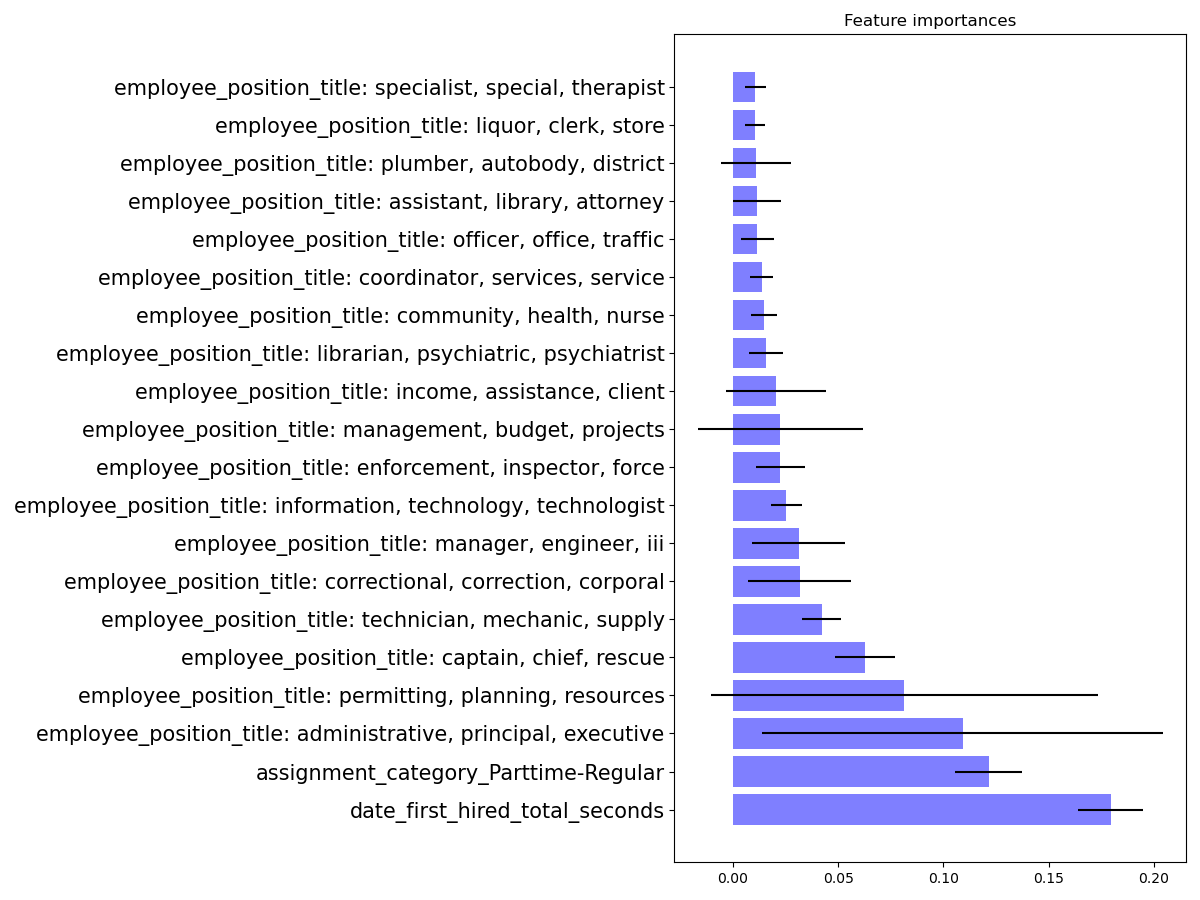 Feature importances
employee_position_title: specialist, special, therapist
employee_position_title: liquor, clerk, store
employee_position_title: plumber, autobody, district
employee_position_title: assistant, library, attorney
employee_position_title: officer, office, traffic
employee_position_title: coordinator, services, service
employee_position_title: community, health, nurse
employee_position_title: librarian, psychiatric, psychiatrist
employee_position_title: income, assistance, client
employee_position_title: management, budget, projects
employee_position_title: enforcement, inspector, force
employee_position_title: information, technology, technologist
employee_position_title: manager, engineer, iii
employee_position_title: correctional, correction, corporal
employee_position_title: technician, mechanic, supply
employee_position_title: captain, chief, rescue
employee_position_title: permitting, planning, resources
employee_position_title: administrative, principal, executive
assignment_category_Parttime-Regular
date_first_hired_total_seconds
0.00 0.05 0.10 0.15 0.20